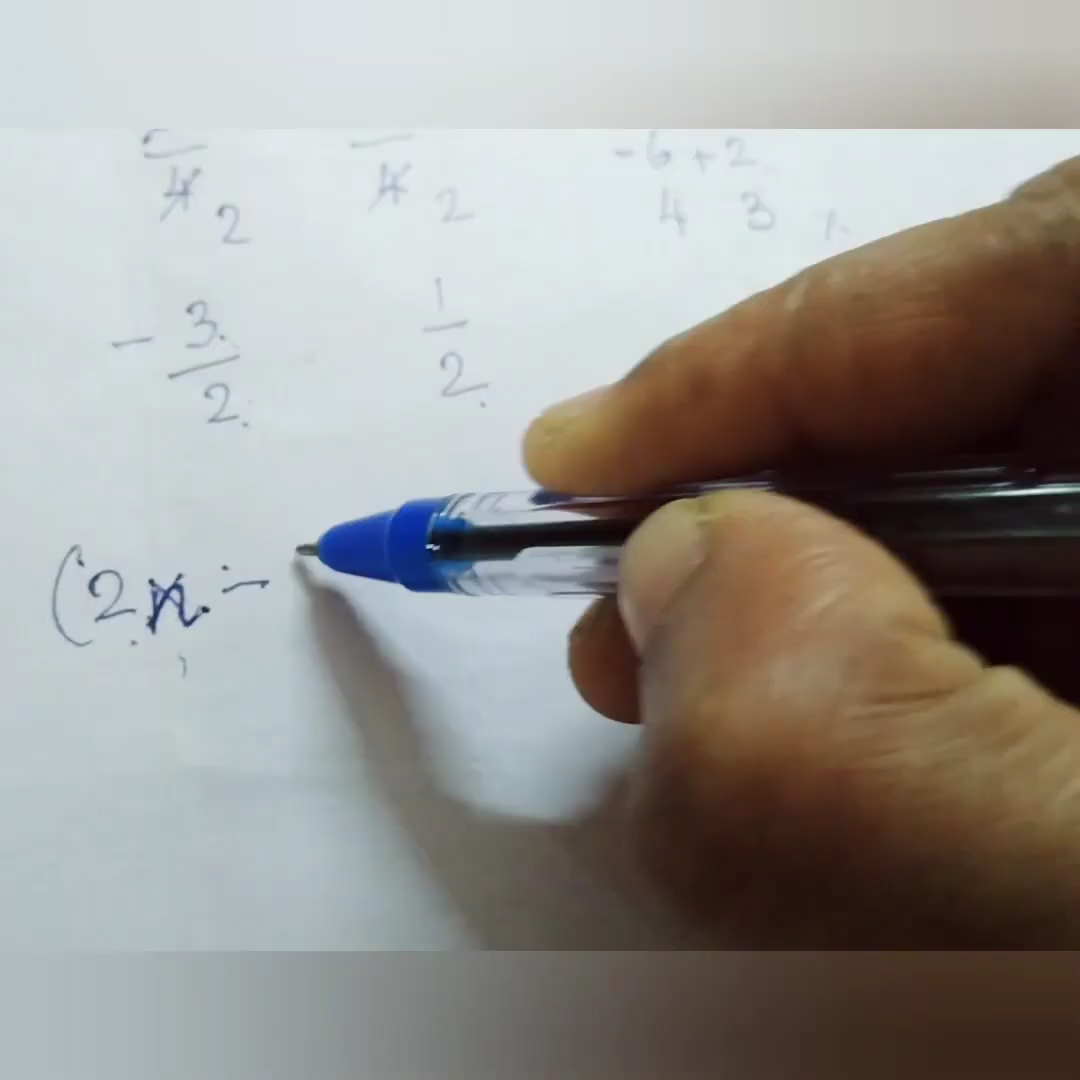 -6 +2
4 4 4 3
2 2
- 3 1
2 2
(2x -